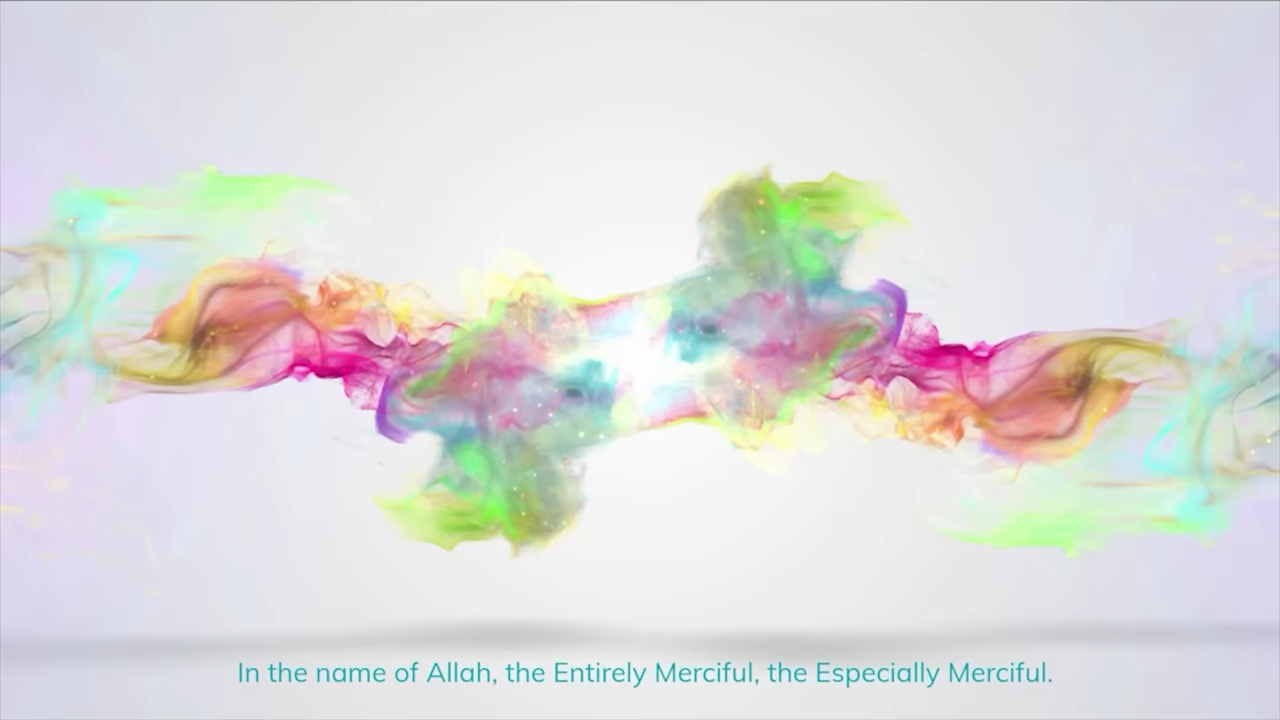 In the name of Allah, the Entirely Merciful, the Especially Merciful.